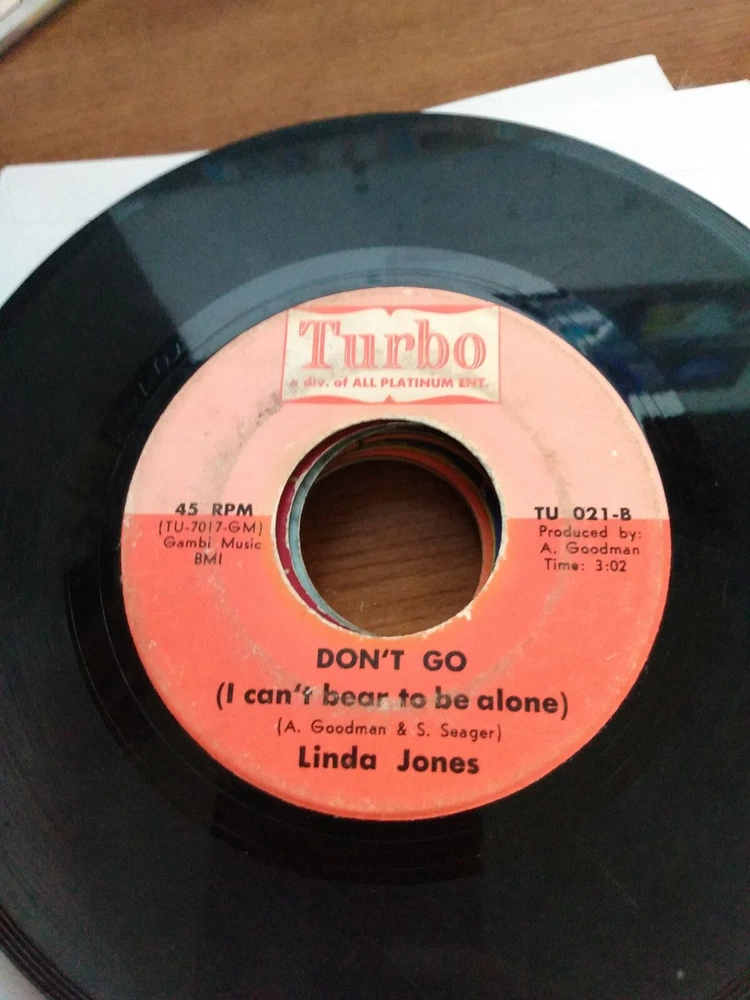 Turbo
a div. of ALL PLATINUM ENT.
45 RPM
(TU-7017-GM)
Gambi Music
BMI
TU 021-B
Produced by:
A. Goodman
Time: 3:02
DON'T GO
(I can't bear to be alone)
(A. Goodman & S. Seager)
Linda Jones